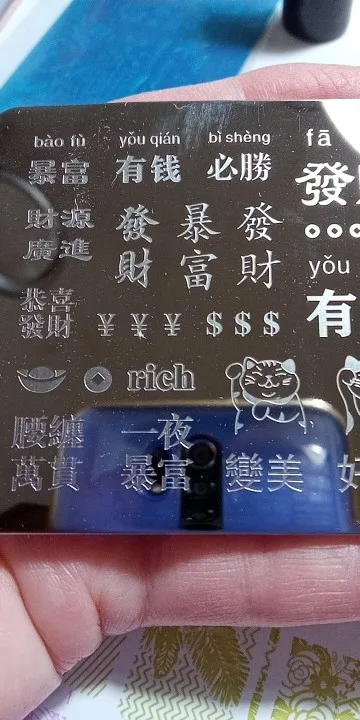 bào fù yǒu qián bì shèng fā
暴富 有钱 必勝 發
財源廣進 發財 暴富 發財
yǒu
有
恭喜發財 ¥ ¥ ¥ $ $ $
rich
腰纏萬貫 一夜暴富 變美 好